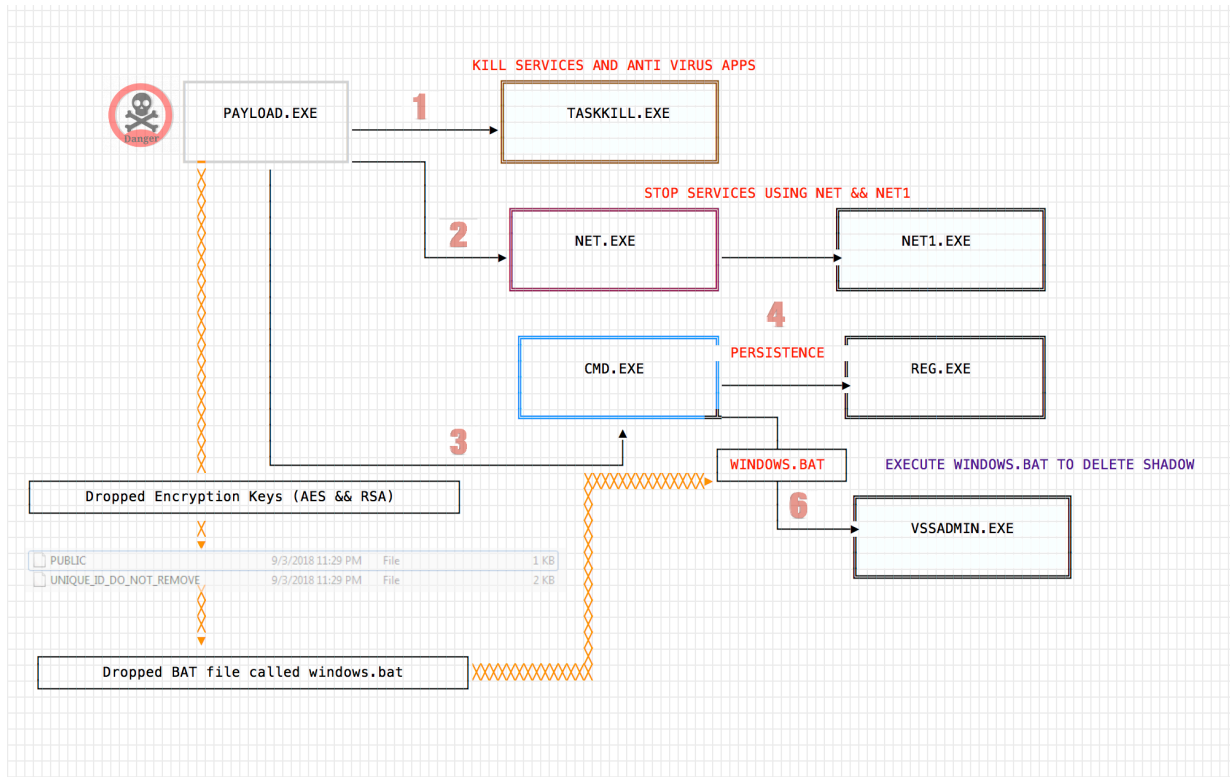 KILL SERVICES AND ANTI VIRUS APPS
Danger
PAYLOAD.EXE
1
TASKKILL.EXE
STOP SERVICES USING NET && NET1
2
NET.EXE
NET1.EXE
4
PERSISTENCE
CMD.EXE
REG.EXE
3
WINDOWS.BAT
EXECUTE WINDOWS.BAT TO DELETE SHADOW
6
VSSADMIN.EXE
Dropped Encryption Keys (AES && RSA)
PUBLIC 9/3/2018 11:29 PM File 1 KB
UNIQUE_ID_DO_NOT_REMOVE 9/3/2018 11:29 PM File 2 KB
Dropped BAT file called windows.bat